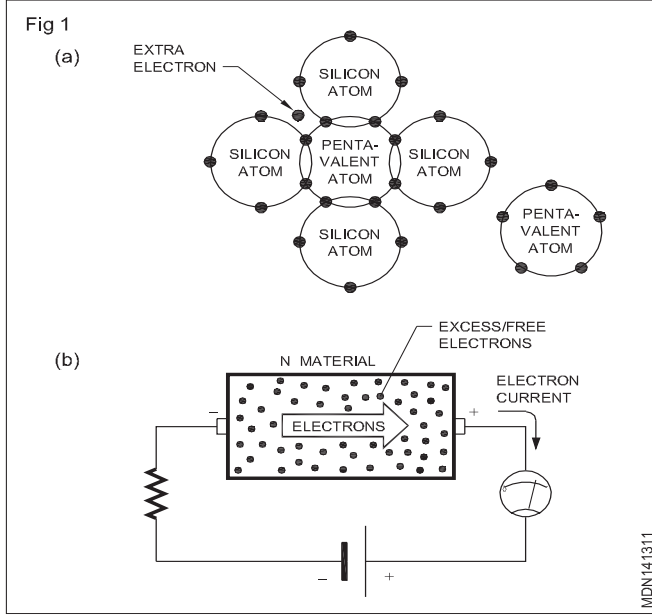 Fig 1
(a)
EXTRA
ELECTRON
SILICON
ATOM
SILICON
ATOM
PENTA-
VALENT
ATOM
SILICON
ATOM
SILICON
ATOM
PENTA-
VALENT
ATOM
(b)
EXCESS/FREE
ELECTRONS
N MATERIAL
ELECTRON
CURRENT
–
ELECTRONS
+
0
–
+
MDN141311